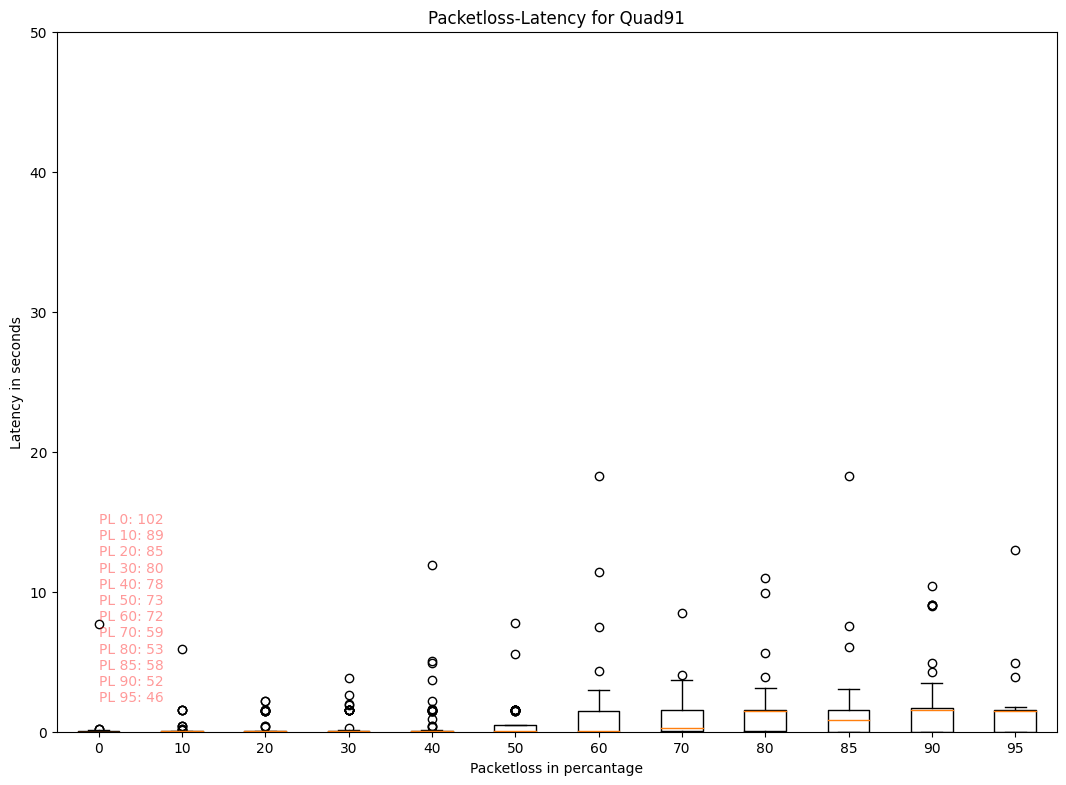 Packetloss-Latency for Quad91
50
40
30
20
10
0
Latency in seconds
PL 0: 102
PL 10: 89
PL 20: 85
PL 30: 80
PL 40: 78
PL 50: 73
PL 60: 72
PL 70: 59
PL 80: 53
PL 85: 58
PL 90: 52
PL 95: 46
0 10 20 30 40 50 60 70 80 85 90 95
Packetloss in percantage